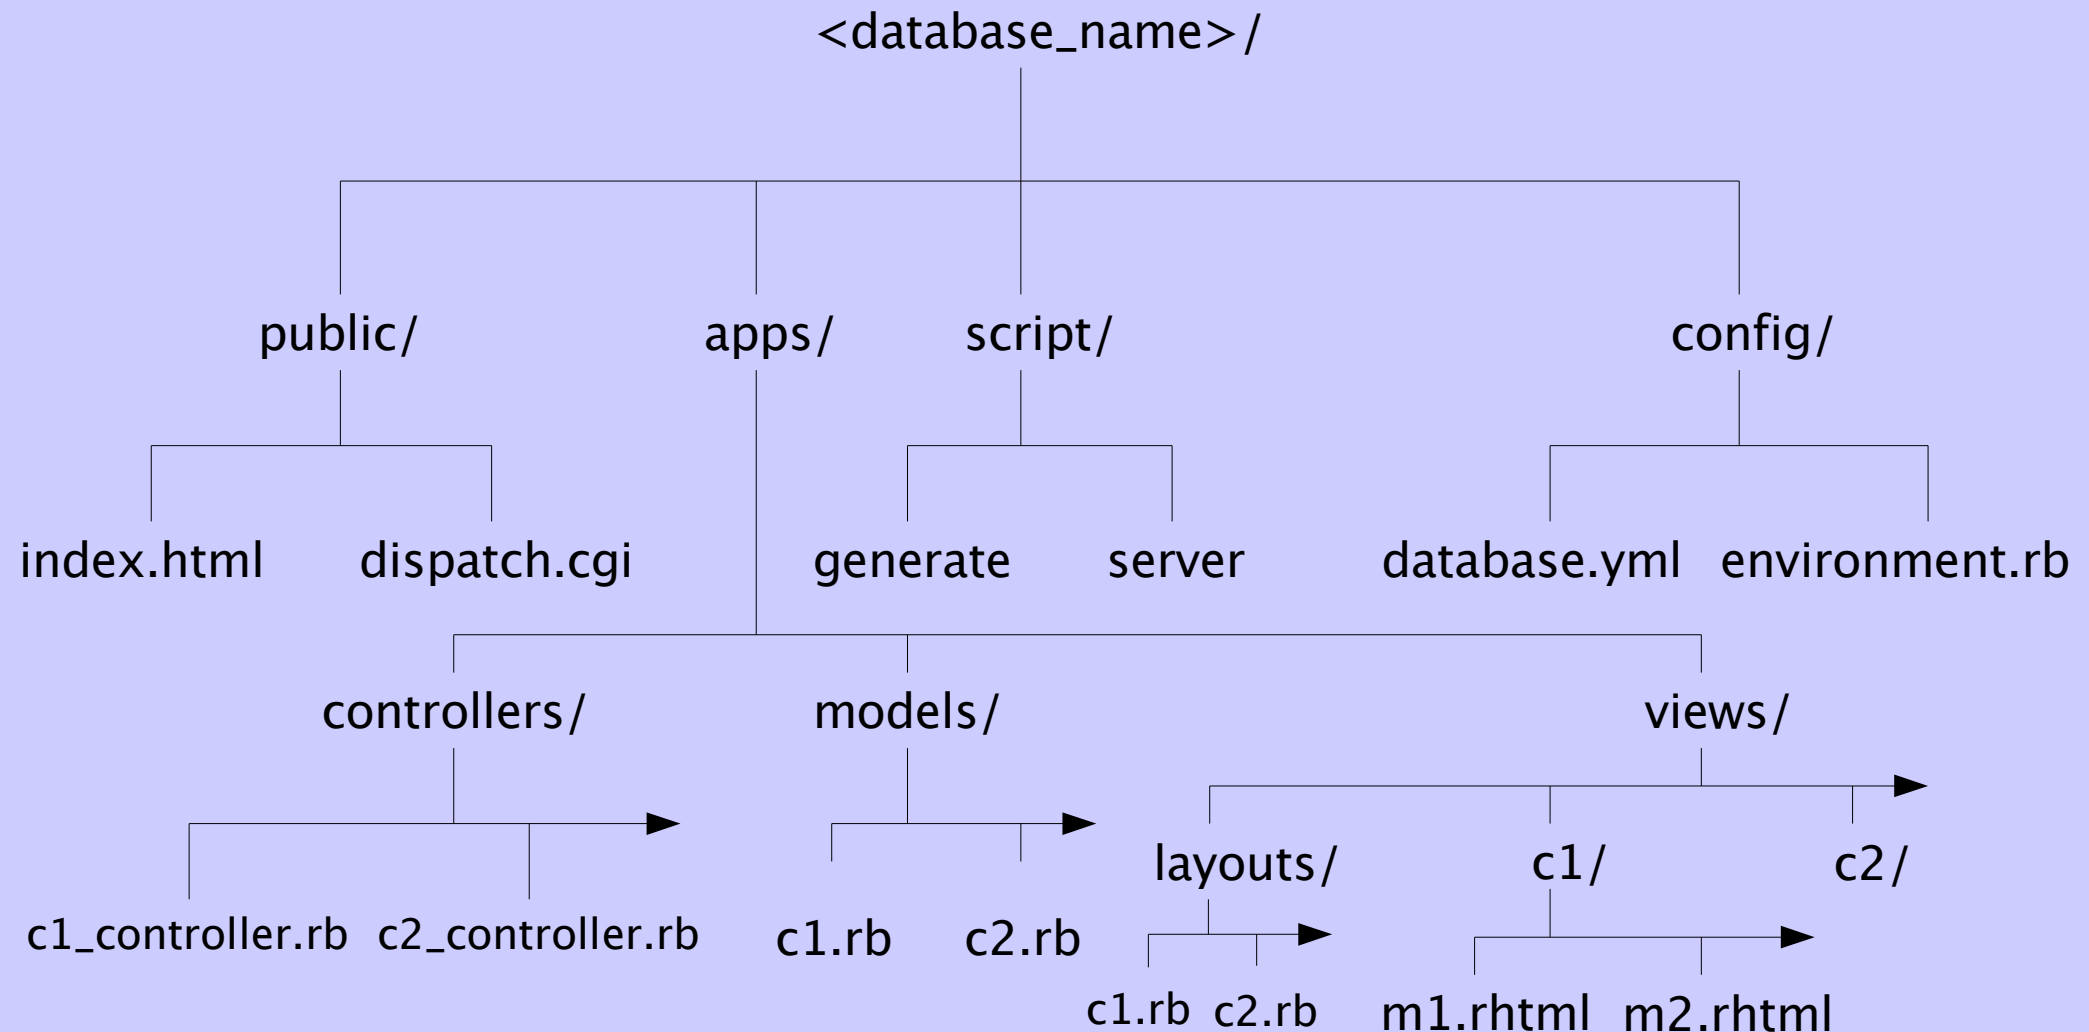 <database_name>/
public/ apps/ script/ config/
index.html dispatch.cgi generate server database.yml environment.rb
controllers/ models/ views/
layouts/ c1/ c2/
c1_controller.rb c2_controller.rb c1.rb c2.rb
c1.rb c2.rb m1.rhtml m2.rhtml